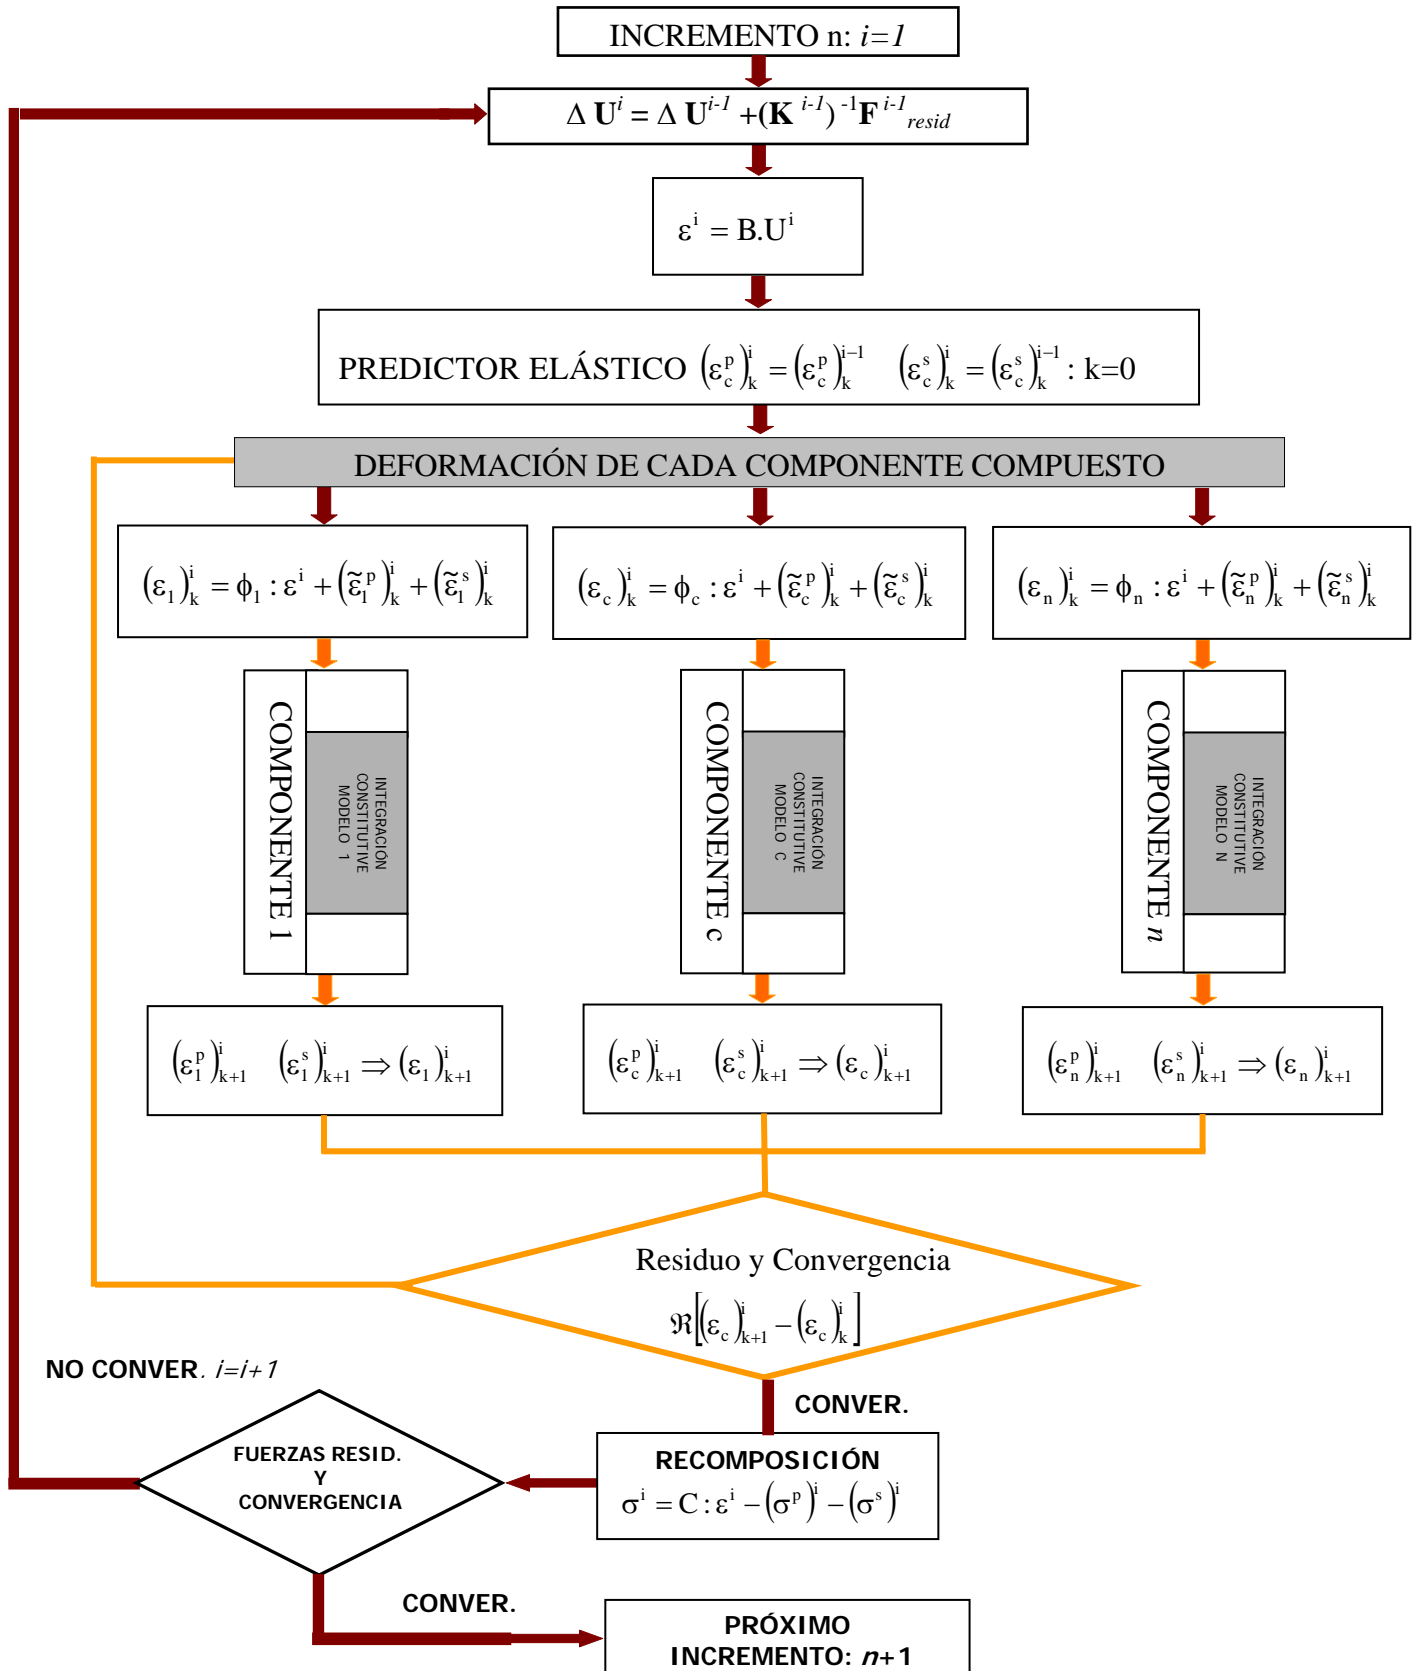 INCREMENTO n: i=1
Δ U^i = Δ U^{i-1} +(K^{i-1})^{-1} F^{i-1}_{resid}
ε^i = B.U^i
PREDICTOR ELÁSTICO (ε_c^p)_k^i = (ε_c^p)_k^{i−1} (ε_c^s)_k^i = (ε_c^s)_k^{i−1} : k=0
DEFORMACIÓN DE CADA COMPONENTE COMPUESTO
(ε_1)_k^i = ϕ_1 : ε^i + (ε̃_1^p)_k^i + (ε̃_1^s)_k^i
(ε_c)_k^i = ϕ_c : ε^i + (ε̃_c^p)_k^i + (ε̃_c^s)_k^i
(ε_n)_k^i = ϕ_n : ε^i + (ε̃_n^p)_k^i + (ε̃_n^s)_k^i
COMPONENTE 1
INTEGRACIÓN
CONSTITUTIVE
MODELO 1
COMPONENTE c
INTEGRACIÓN
CONSTITUTIVE
MODELO C
COMPONENTE n
INTEGRACIÓN
CONSTITUTIVE
MODELO N
(ε_1^p)_{k+1}^i (ε_1^s)_{k+1}^i ⇒ (ε_1)_{k+1}^i
(ε_c^p)_{k+1}^i (ε_c^s)_{k+1}^i ⇒ (ε_c)_{k+1}^i
(ε_n^p)_{k+1}^i (ε_n^s)_{k+1}^i ⇒ (ε_n)_{k+1}^i
Residuo y Convergencia
ℜ[(ε_c)_{k+1}^i − (ε_c)_k^i]
NO CONVER. i=i+1
CONVER.
FUERZAS RESID.
Y
CONVERGENCIA
RECOMPOSICIÓN
σ^i = C : ε^i − (σ^p)^i − (σ^s)^i
CONVER.
PRÓXIMO
INCREMENTO: n+1